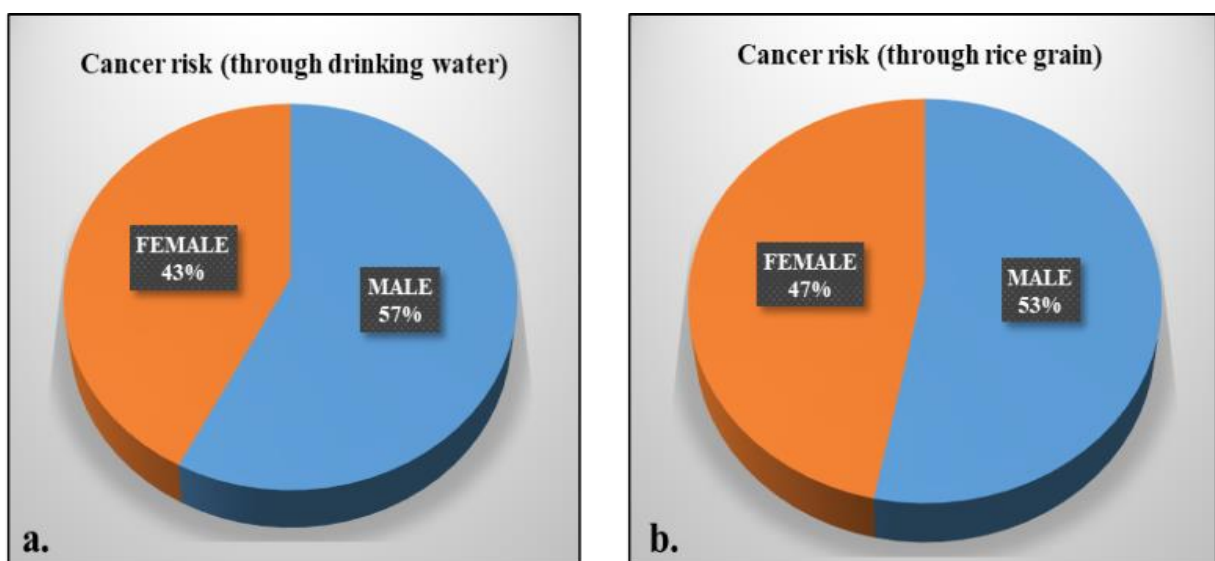 Cancer risk (through drinking water)
FEMALE
43%
MALE
57%
a.
Cancer risk (through rice grain)
FEMALE
47%
MALE
53%
b.